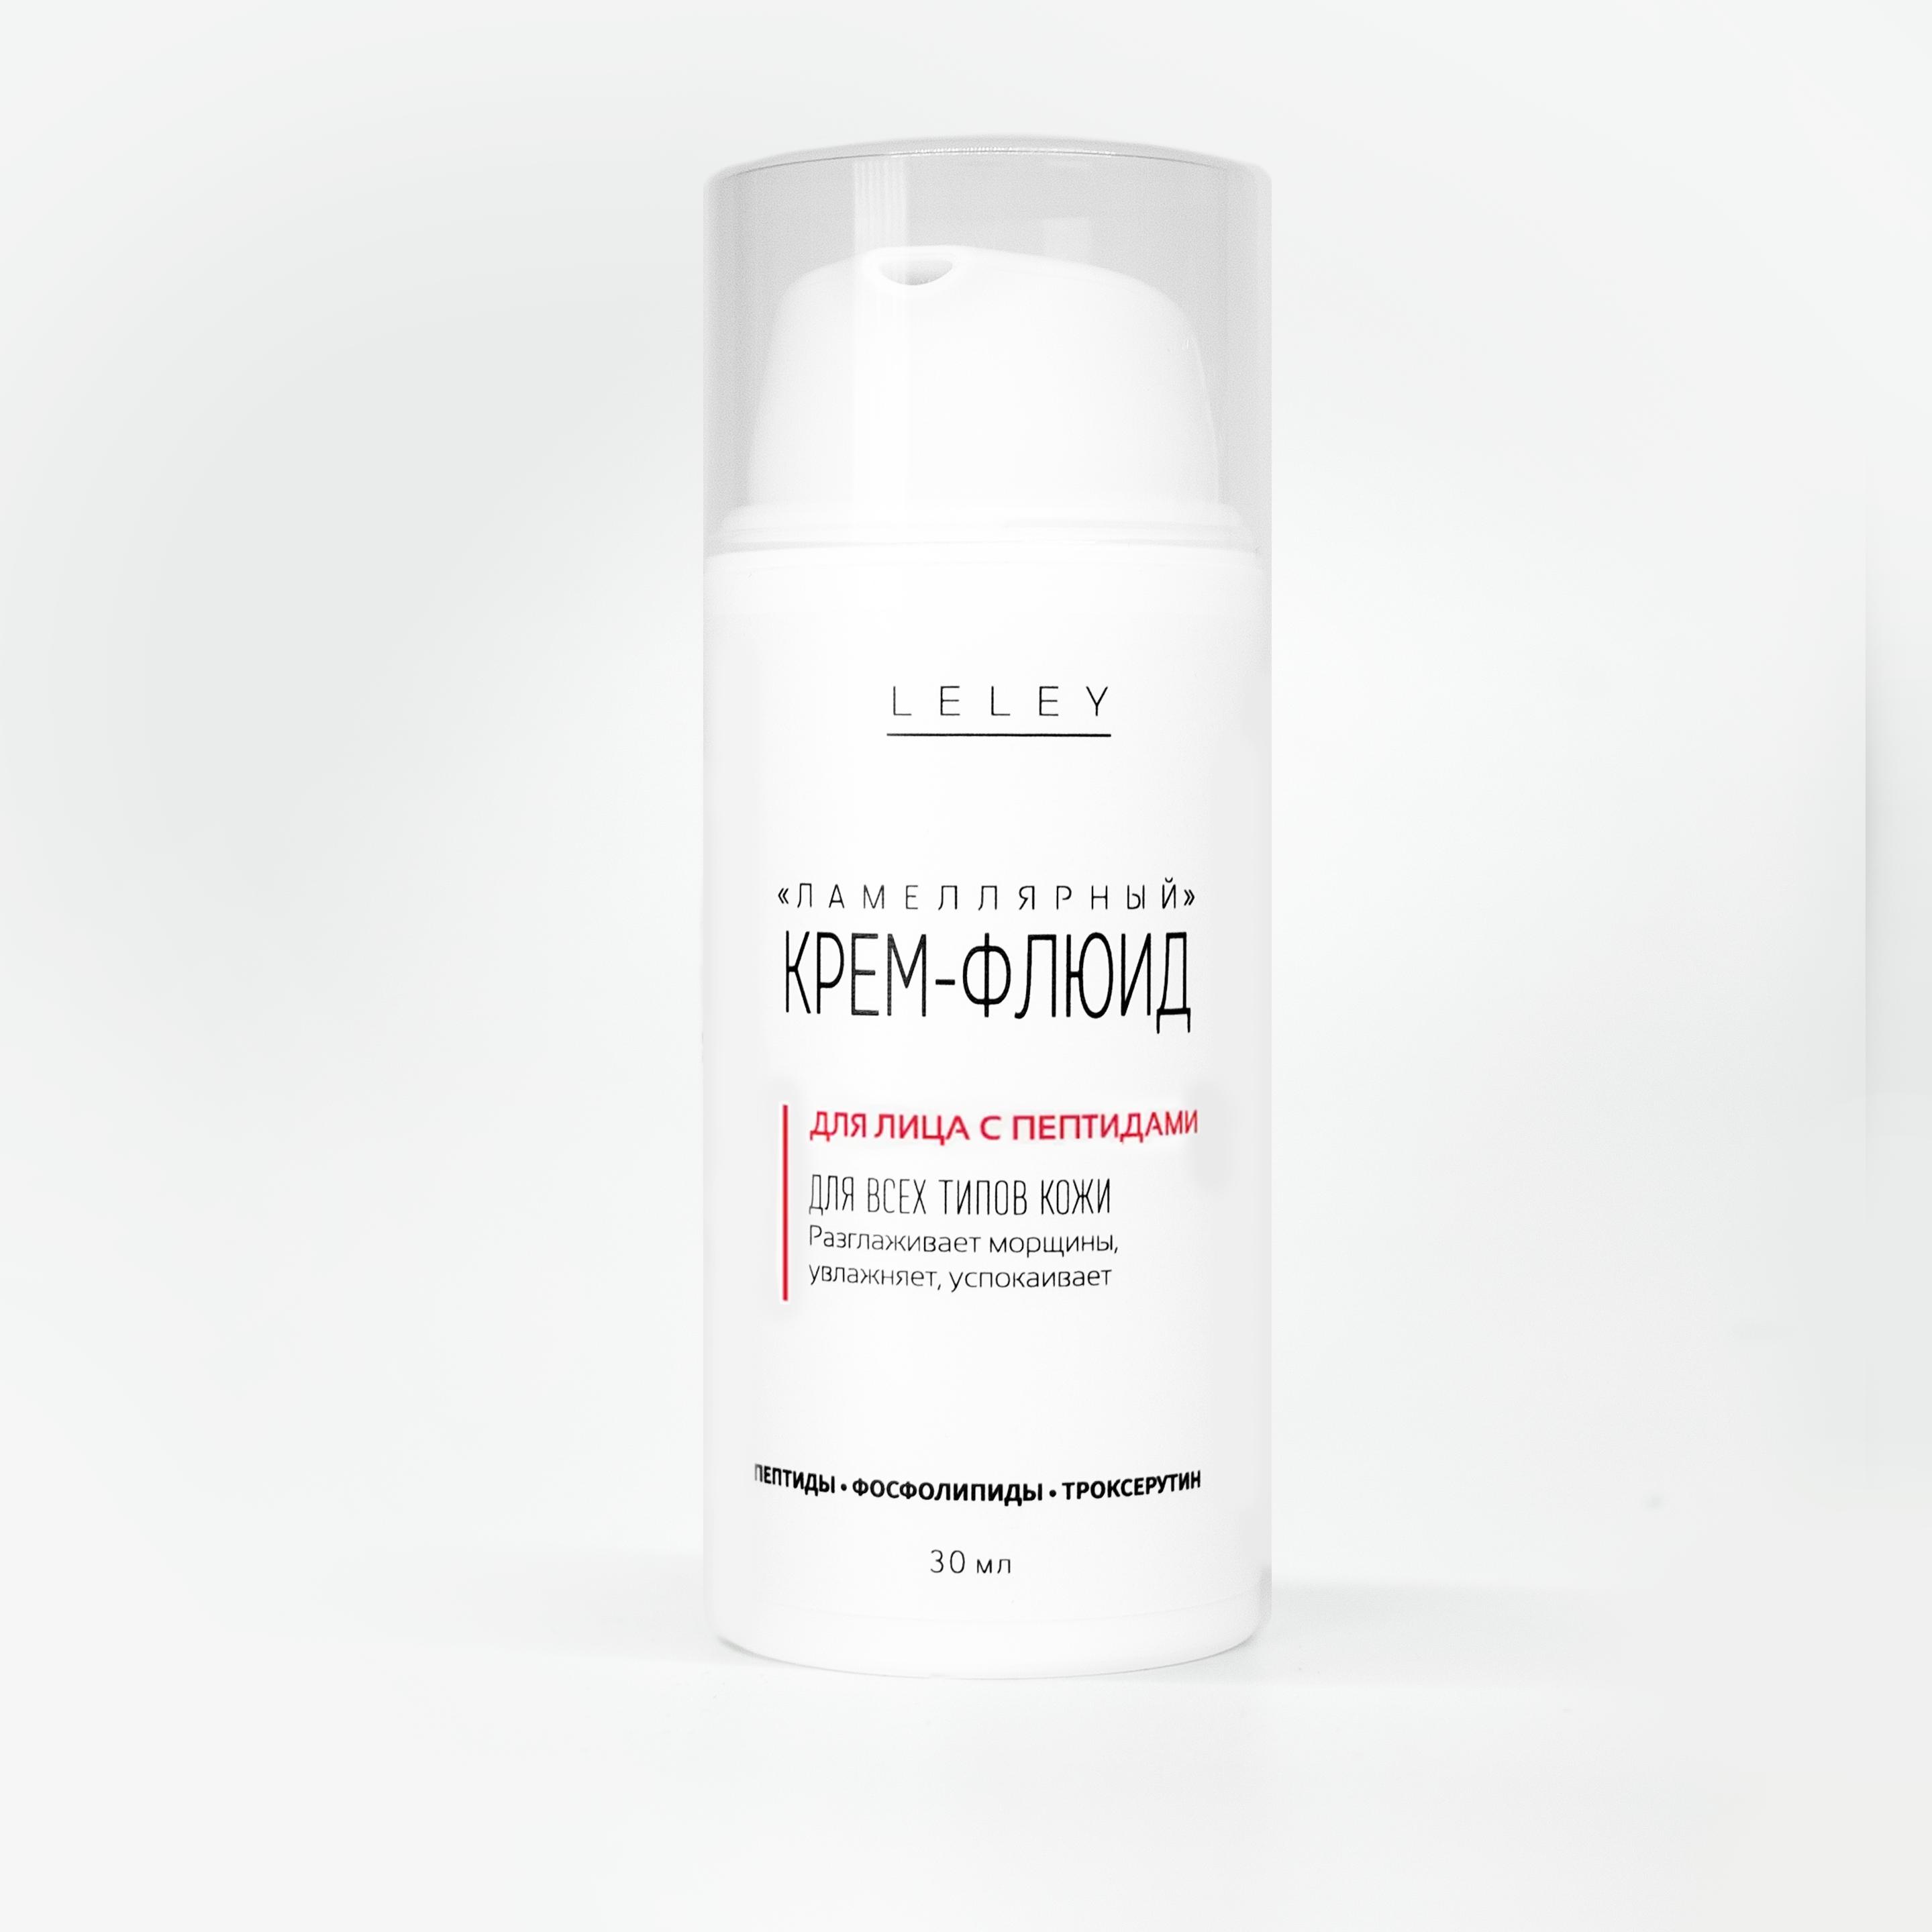 LELEY
«ЛАМЕЛЛЯРНЫЙ»
КРЕМ-ФЛЮИД
ДЛЯ ЛИЦА С ПЕПТИДАМИ
ДЛЯ ВСЕХ ТИПОВ КОЖИ
Разглаживает морщины,
увлажняет, успокаивает
ПЕПТИДЫ • ФОСФОЛИПИДЫ • ТРОКСЕРУТИН
30 мл